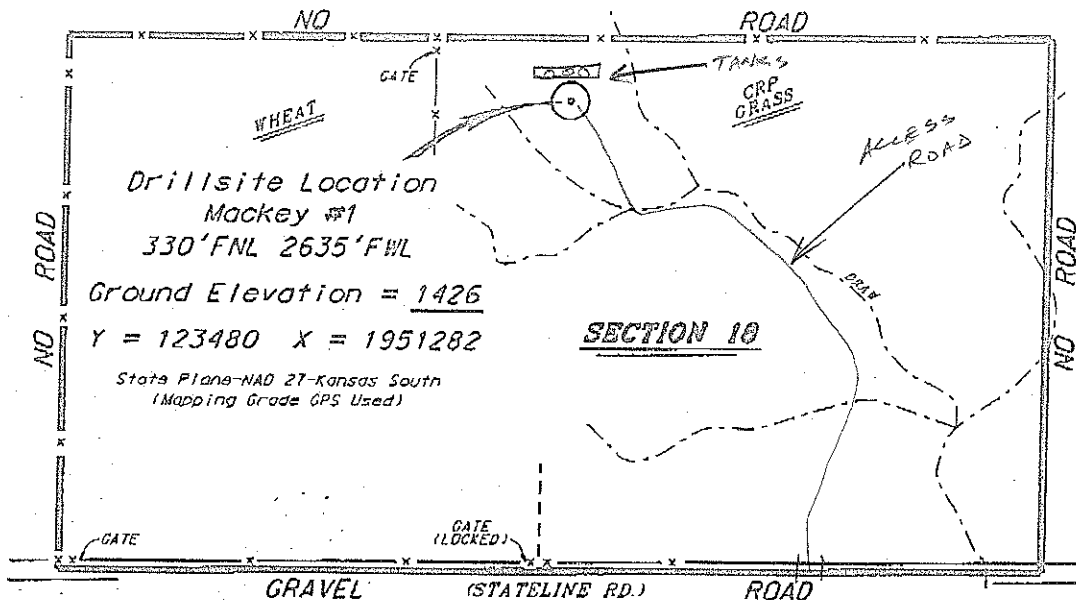 NO ROAD
GATE
TANKS
WHEAT
CRP
GRASS
ACCESS
ROAD
Drillsite Location
Mackey #1
330'FNL 2635'FWL
NO ROAD
Ground Elevation = 1426
DRAW
NO ROAD
Y = 123480 X = 1951282
SECTION 18
State Plane-NAD 27-Kansas South
(Mapping Grade GPS Used)
GATE
GATE
(LOCKED)
GRAVEL (STATELINE RD.) ROAD